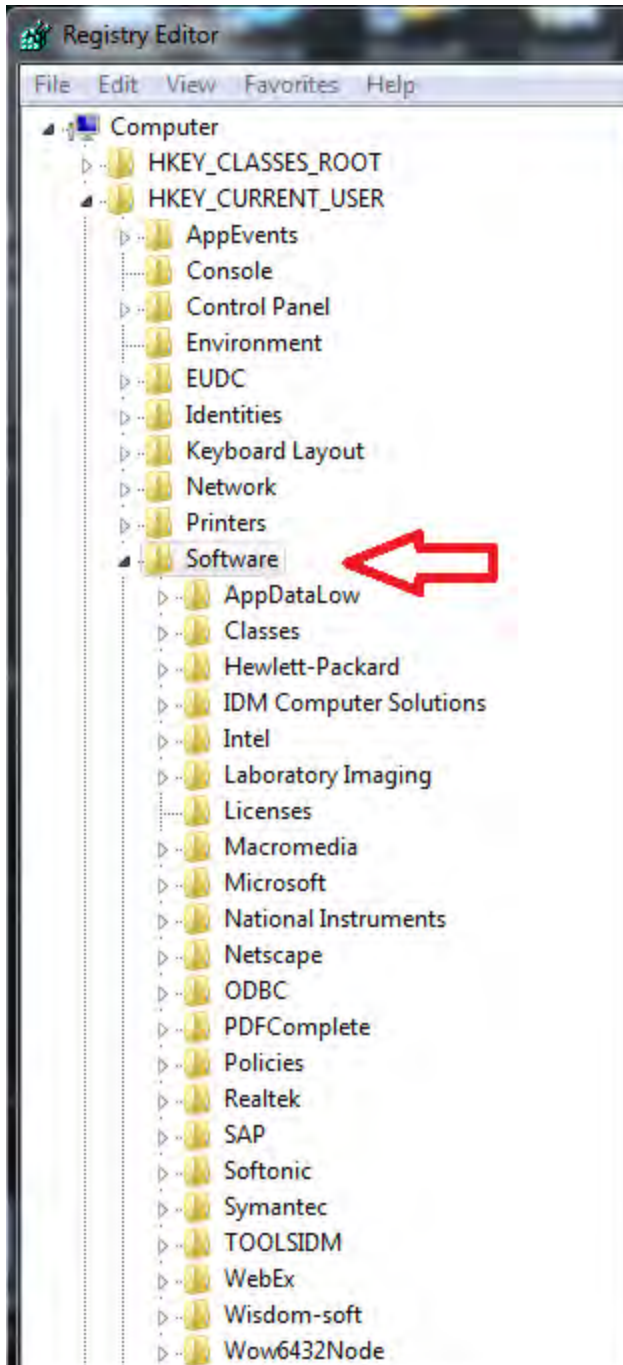 Registry Editor
File Edit View Favorites Help
Computer
HKEY_CLASSES_ROOT
HKEY_CURRENT_USER
AppEvents
Console
Control Panel
Environment
EUDC
Identities
Keyboard Layout
Network
Printers
Software
AppDataLow
Classes
Hewlett-Packard
IDM Computer Solutions
Intel
Laboratory Imaging
Licenses
Macromedia
Microsoft
National Instruments
Netscape
ODBC
PDFComplete
Policies
Realtek
SAP
Softonic
Symantec
TOOLSIDM
WebEx
Wisdom-soft
Wow6432Node